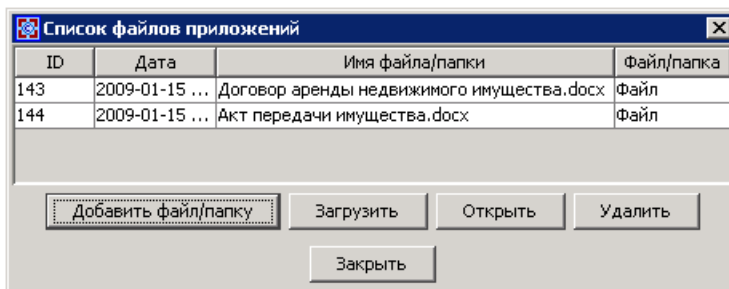 Список файлов приложений
ID Дата Имя файла/папки Файл/папка
143 2009-01-15 ... Договор аренды недвижимого имущества.docx Файл
144 2009-01-15 ... Акт передачи имущества.docx Файл
Добавить файл/папку Загрузить Открыть Удалить
Закрыть